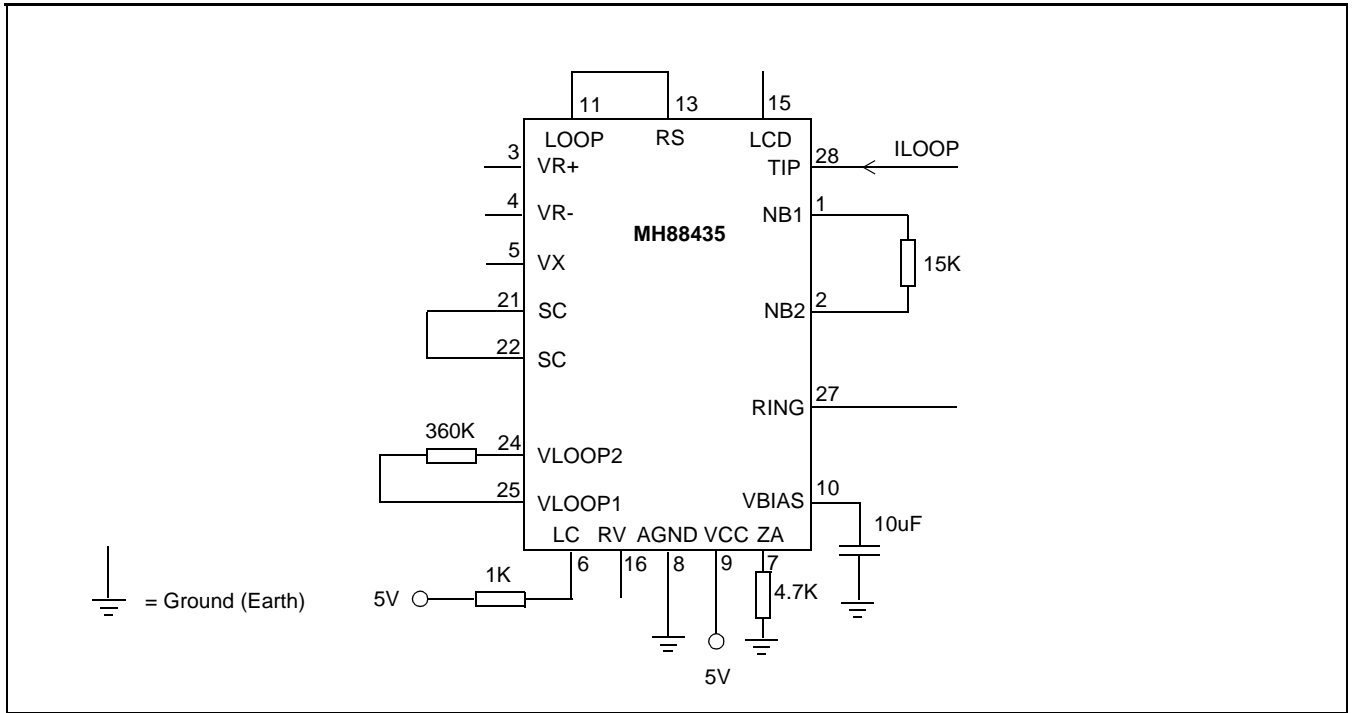 11 13 15
LOOP RS LCD
3 VR+ TIP 28 ILOOP
4 VR- NB1 1
MH88435
5 VX 15K
21 SC NB2 2
22 SC
RING 27
360K 24 VLOOP2
25 VLOOP1 VBIAS 10
LC RV AGND VCC ZA 10uF
6 16 8 9 7
1K
5V 4.7K
= Ground (Earth)
5V